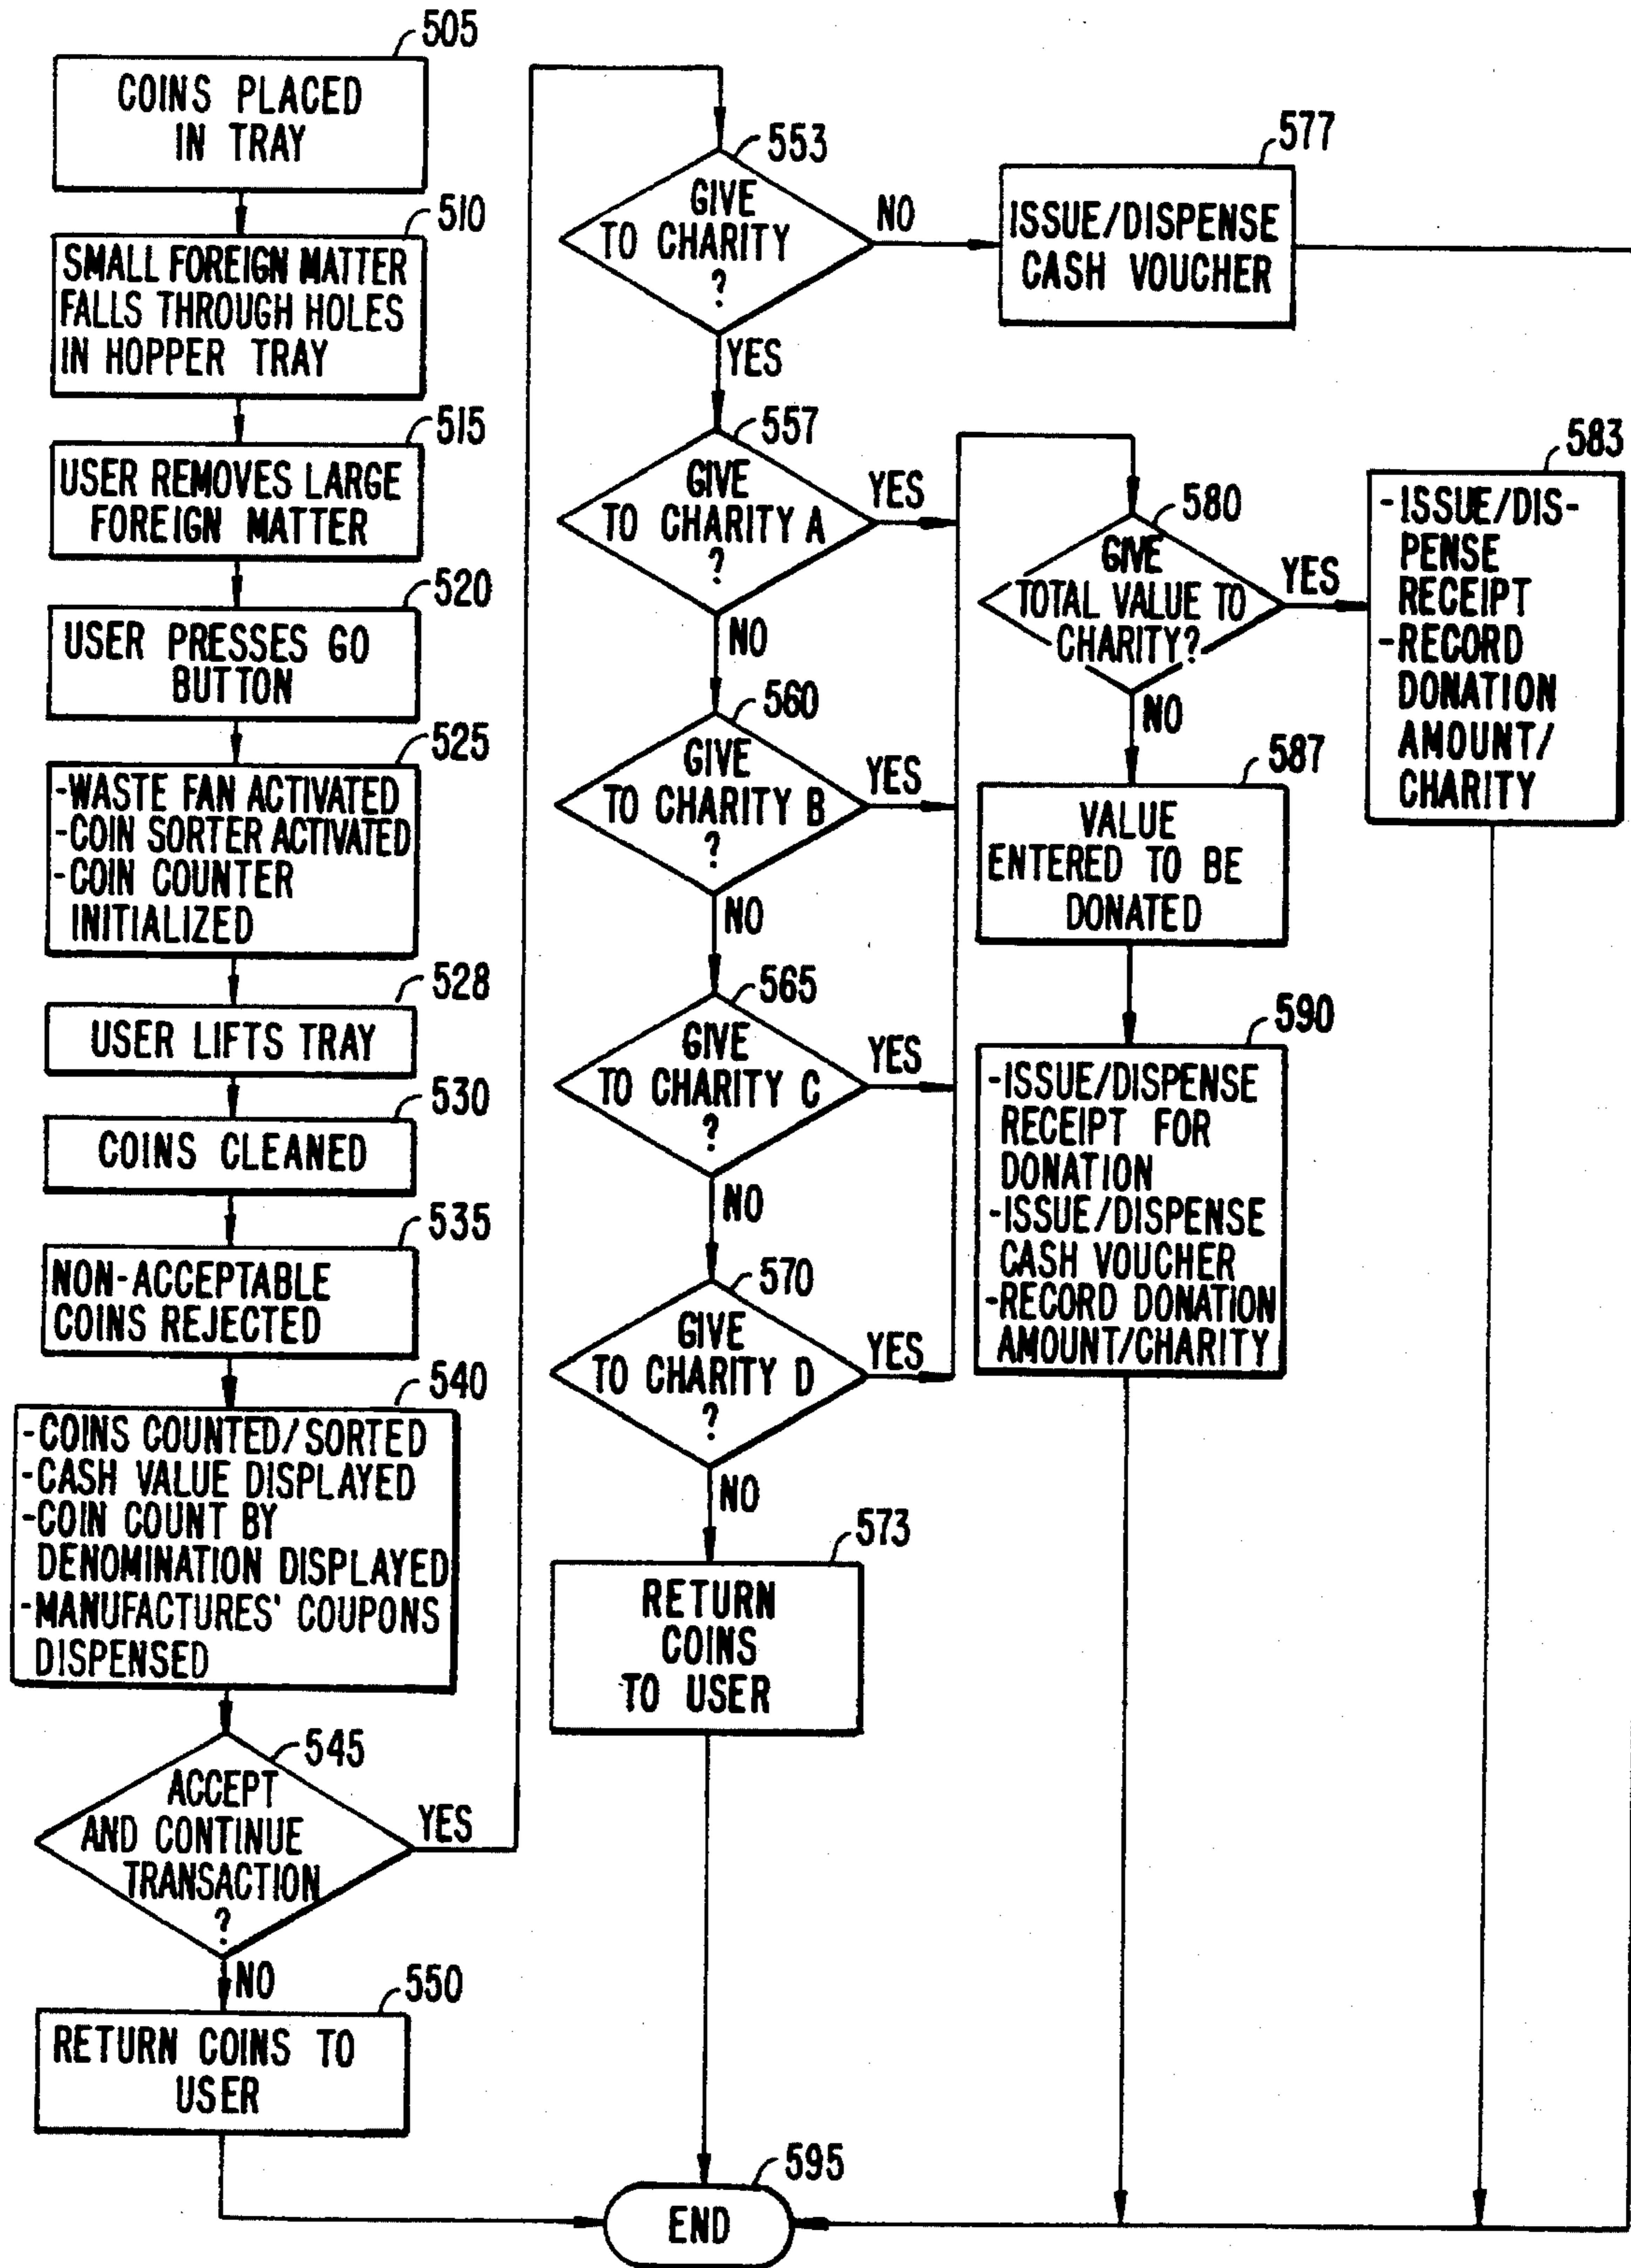 505
COINS PLACED
IN TRAY
510
SMALL FOREIGN MATTER
FALLS THROUGH HOLES
IN HOPPER TRAY
515
USER REMOVES LARGE
FOREIGN MATTER
520
USER PRESSES GO
BUTTON
525
-WASTE FAN ACTIVATED
-COIN SORTER ACTIVATED
-COIN COUNTER
INITIALIZED
528
USER LIFTS TRAY
530
COINS CLEANED
535
NON-ACCEPTABLE
COINS REJECTED
540
-COINS COUNTED/SORTED
-CASH VALUE DISPLAYED
-COIN COUNT BY
DENOMINATION DISPLAYED
-MANUFACTURES' COUPONS
DISPENSED
545
ACCEPT
AND CONTINUE
TRANSACTION
?
YES
NO
550
RETURN COINS TO
USER
553
GIVE
TO CHARITY
?
NO
YES
577
ISSUE/DISPENSE
CASH VOUCHER
557
GIVE
TO CHARITY A
?
YES
NO
560
GIVE
TO CHARITY B
?
YES
NO
565
GIVE
TO CHARITY C
?
YES
NO
570
GIVE
TO CHARITY D
?
YES
NO
573
RETURN
COINS
TO USER
580
GIVE
TOTAL VALUE TO
CHARITY?
YES
NO
583
-ISSUE/DIS-
PENSE
RECEIPT
-RECORD
DONATION
AMOUNT/
CHARITY
587
VALUE
ENTERED TO BE
DONATED
590
-ISSUE/DISPENSE
RECEIPT FOR
DONATION
-ISSUE/DISPENSE
CASH VOUCHER
-RECORD DONATION
AMOUNT/CHARITY
595
END